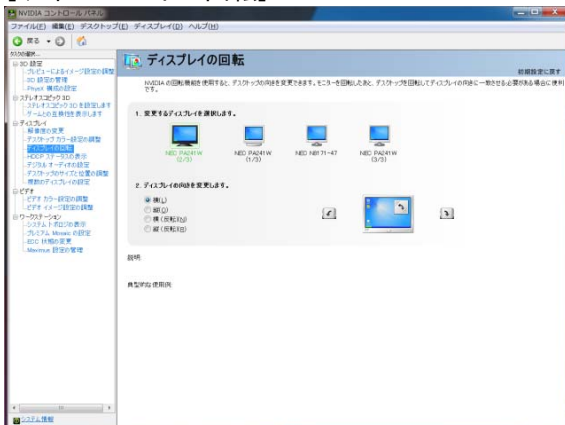 NVIDIA コントロール パネル
ファイル(F) 編集(E) デスクトップ(T) ディスプレイ(D) ヘルプ(H)
戻る
タスクの選択...
3D 設定
プレビューによるイメージ設定の調整
3D 設定の管理
PhysX 構成の設定
ステレオスコピック 3D
ステレオスコピック 3D を設定します
ゲームとの互換性を表示します
ディスプレイ
解像度の変更
デスクトップ カラー設定の調整
ディスプレイの回転
HDCP ステータスの表示
デジタル オーディオの設定
デスクトップのサイズと位置の調整
複数のディスプレイの設定
ビデオ
ビデオ カラー設定の調整
ビデオ イメージ設定の調整
ワークステーション
システム トポロジの表示
プレミアム Mosaic の設定
ECC 状態の変更
Maximus 設定の管理
システム情報
ディスプレイの回転
初期設定に戻す
NVIDIA の回転機能を使用すると、デスクトップの向きを変更できます。モニターを回転したあと、デスクトップを回転してディスプレイの向きに一致させる必要がある場合に便利です。
1. 変更するディスプレイを選択します。
NEC PA241W (2/3)
NEC PA241W (1/3)
NEC NB171-47
NEC PA241W (3/3)
2. ディスプレイの向きを変更します。
横(L)
縦(O)
横 (反転)(N)
縦 (反転)(E)
説明:
典型的な使用例: